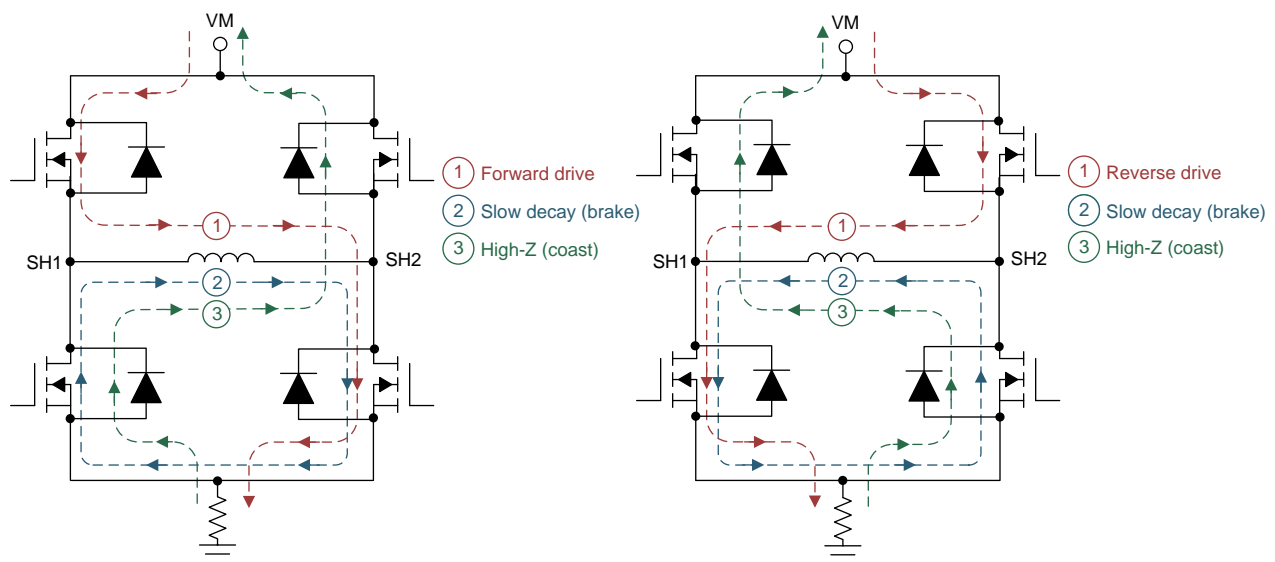 VM
1 Forward drive
2 Slow decay (brake)
3 High-Z (coast)
1
SH1
SH2
2
3
VM
1 Reverse drive
2 Slow decay (brake)
3 High-Z (coast)
1
SH1
SH2
2
3